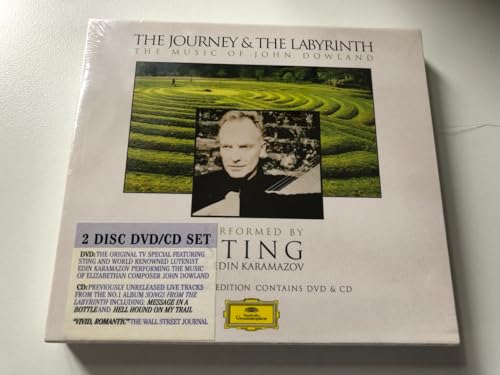 THE JOURNEY & THE LABYRINTH
THE MUSIC OF JOHN DOWLAND
ERFORMED BY
TING
EDIN KARAMAZOV
EDITION CONTAINS DVD & CD
2 DISC DVD/CD SET
DVD: THE ORIGINAL TV SPECIAL FEATURING
STING AND WORLD RENOWNED LUTENIST
EDIN KARAMAZOV PERFORMING THE MUSIC
OF ELIZABETHAN COMPOSER JOHN DOWLAND
CD: PREVIOUSLY UNRELEASED LIVE TRACKS
FROM THE NO.1 ALBUM SONGS FROM THE
LABYRINTH INCLUDING; MESSAGE IN A
BOTTLE AND HELL HOUND ON MY TRAIL
"VIVID, ROMANTIC" THE WALL STREET JOURNAL
Deutsche
Grammophon